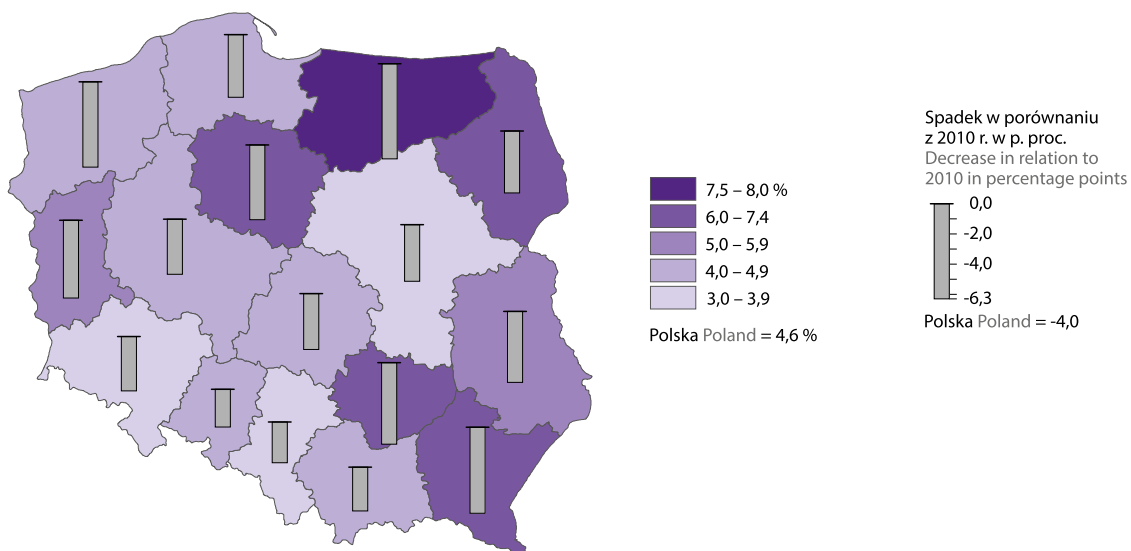 7,5 – 8,0 %
6,0 – 7,4
5,0 – 5,9
4,0 – 4,9
3,0 – 3,9
Polska Poland = 4,6 %
Spadek w porównaniu
z 2010 r. w p. proc.
Decrease in relation to
2010 in percentage points
0,0
-2,0
-4,0
-6,3
Polska Poland = -4,0